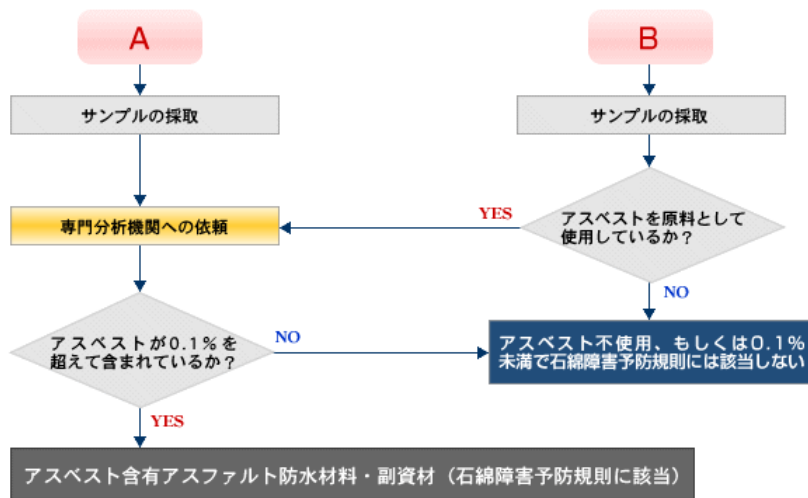 A
B
サンプルの採取
サンプルの採取
専門分析機関への依頼
YES
アスベストを原料として
使用しているか?
NO
アスベストが0.1%を
超えて含まれているか?
NO
アスベスト不使用、もしくは0.1%
未満で石綿障害予防規則には該当しない
YES
アスベスト含有アスファルト防水材料・副資材(石綿障害予防規則に該当)